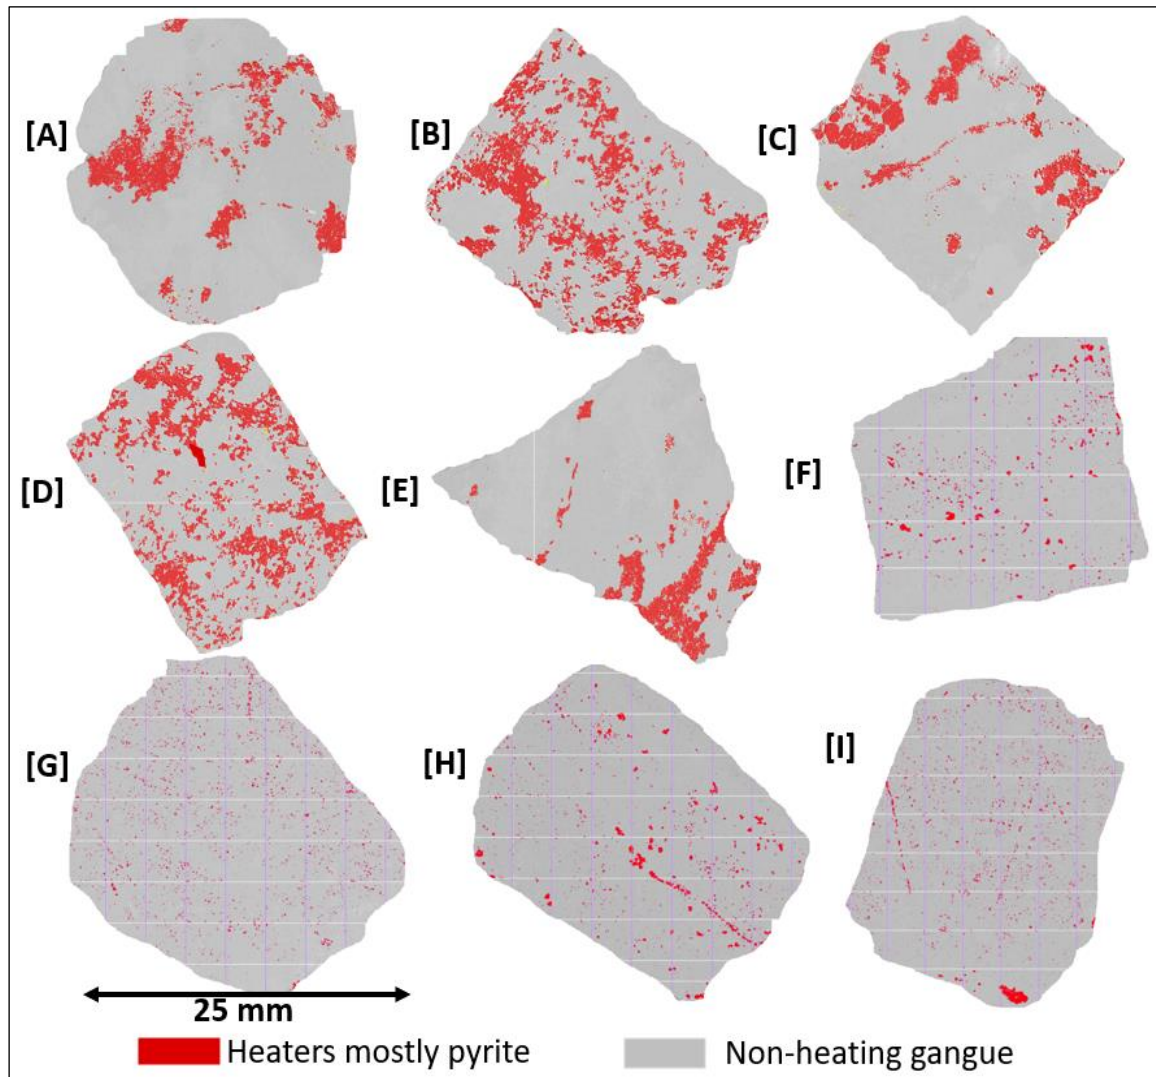 [A]
[B]
[C]
[D]
[E]
[F]
[G]
[H]
[I]
25 mm
Heaters mostly pyrite
Non-heating gangue